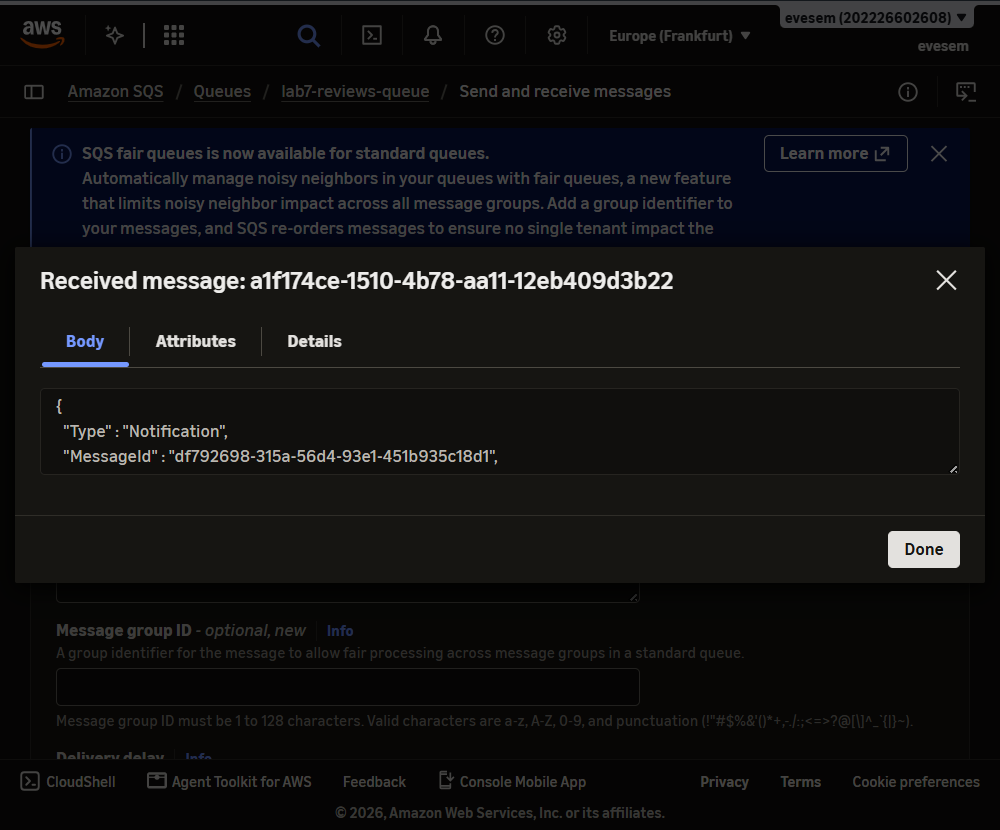 aws
Europe (Frankfurt) ▼
evesem (202226602608) ▼
evesem
Amazon SQS / Queues / lab7-reviews-queue / Send and receive messages
SQS fair queues is now available for standard queues.
Automatically manage noisy neighbors in your queues with fair queues, a new feature
that limits noisy neighbor impact across all message groups. Add a group identifier to
your messages, and SQS re-orders messages to ensure no single tenant impact the
Learn more
Received message: a1f174ce-1510-4b78-aa11-12eb409d3b22
Body
Attributes
Details
{
"Type" : "Notification",
"MessageId" : "df792698-315a-56d4-93e1-451b935c18d1",
Done
Message group ID - optional, new Info
A group identifier for the message to allow fair processing across message groups in a standard queue.
Message group ID must be 1 to 128 characters. Valid characters are a-z, A-Z, 0-9, and punctuation (!"#$%&'()*+,-./:;<=>?@[\]^_`{|}~).
Delivery delay Info
CloudShell
Agent Toolkit for AWS
Feedback
Console Mobile App
Privacy
Terms
Cookie preferences
© 2026, Amazon Web Services, Inc. or its affiliates.